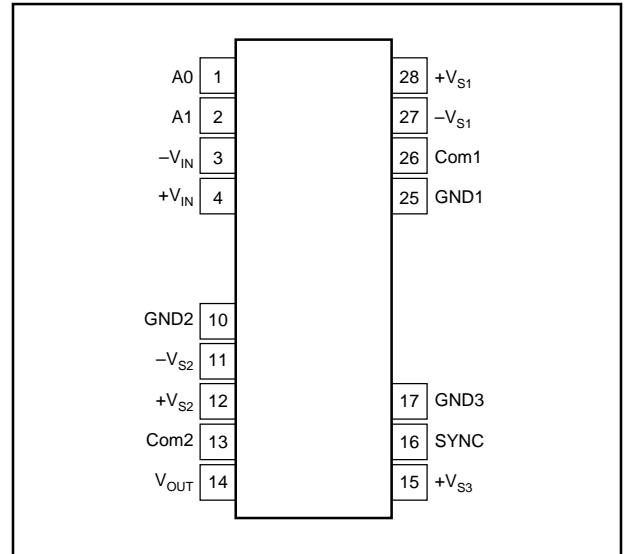 A0 1 28 +VS1
A1 2 27 –VS1
–VIN 3 26 Com1
+VIN 4 25 GND1
GND2 10
–VS2 11
+VS2 12 17 GND3
Com2 13 16 SYNC
VOUT 14 15 +VS3